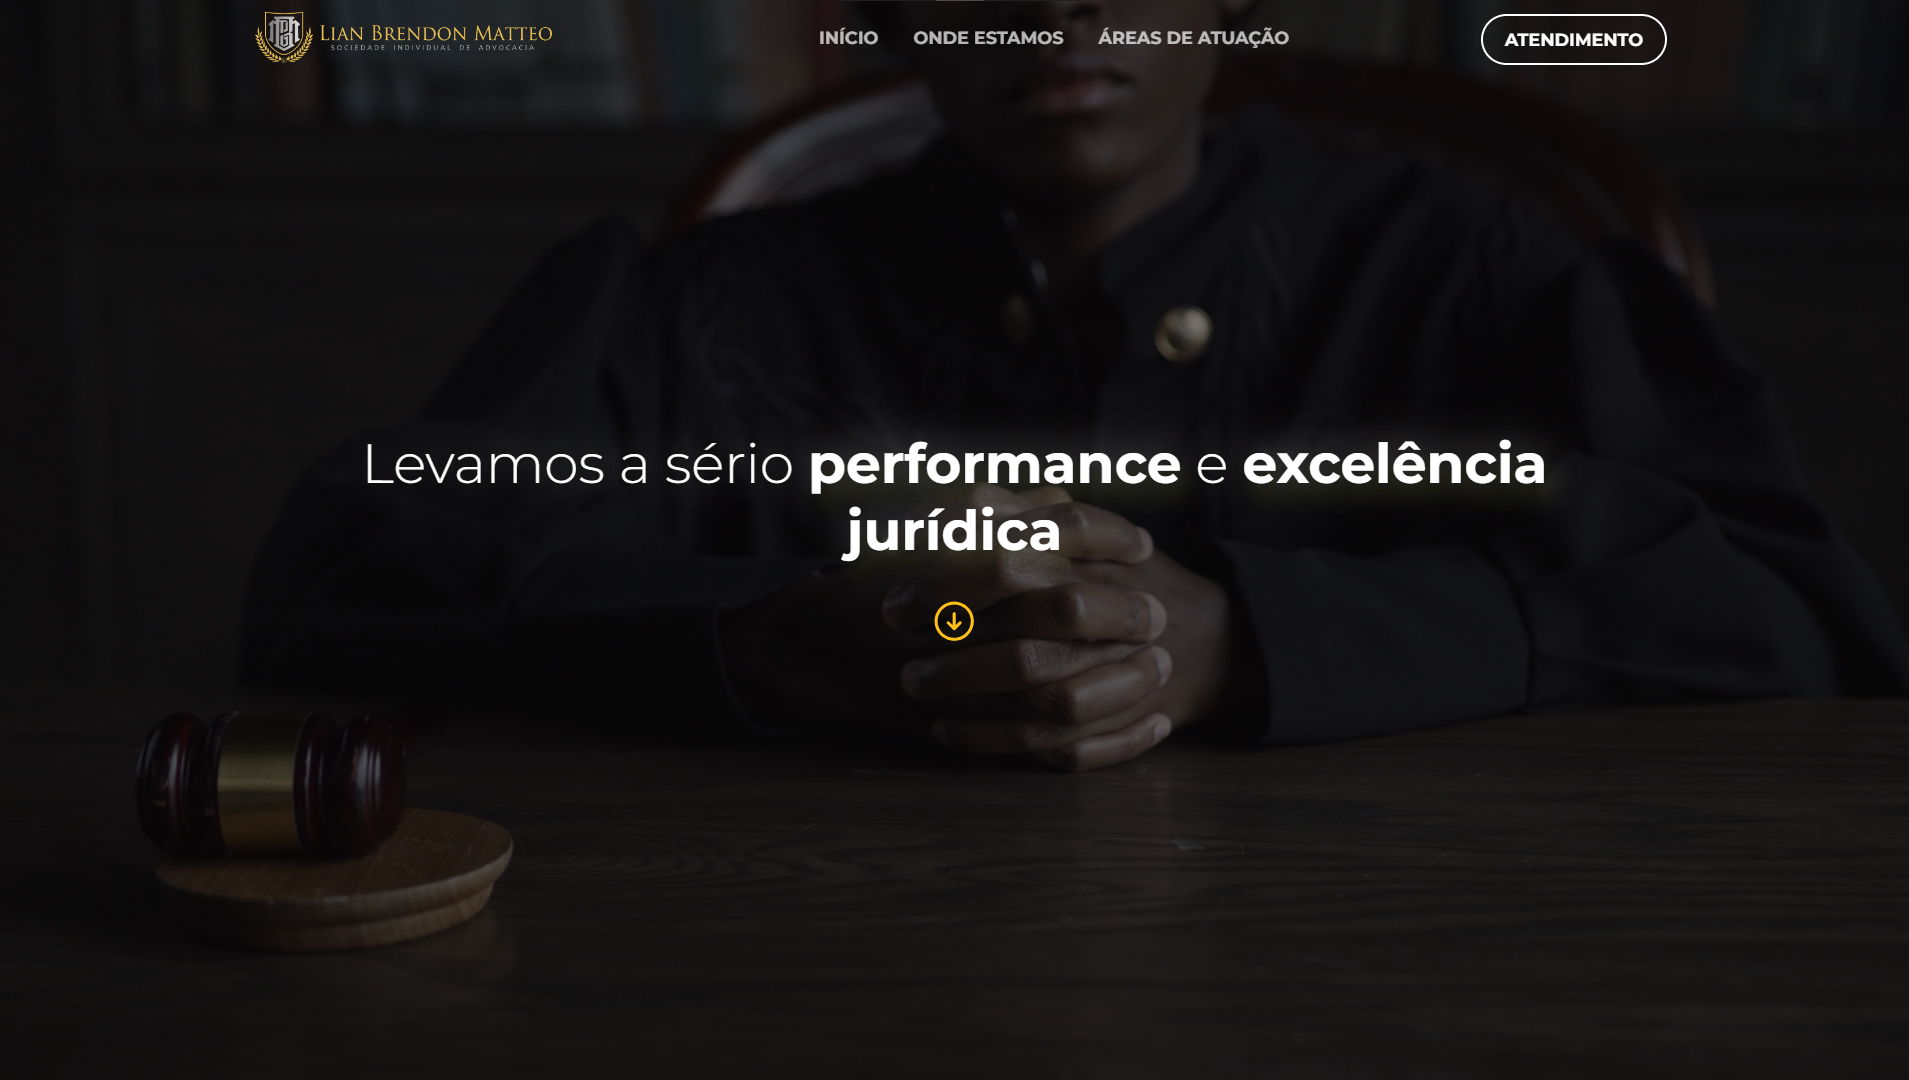 LIAN BRENDON MATTEO
SOCIEDADE INDIVIDUAL DE ADVOCACIA
INÍCIO
ONDE ESTAMOS
ÁREAS DE ATUAÇÃO
ATENDIMENTO
Levamos a sério performance e excelência
jurídica